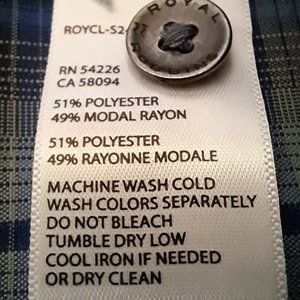 ROYCL-S2
ROYAL
RN 54226
CA 58094
51% POLYESTER
49% MODAL RAYON
51% POLYESTER
49% RAYONNE MODALE
MACHINE WASH COLD
WASH COLORS SEPARATELY
DO NOT BLEACH
TUMBLE DRY LOW
COOL IRON IF NEEDED
OR DRY CLEAN